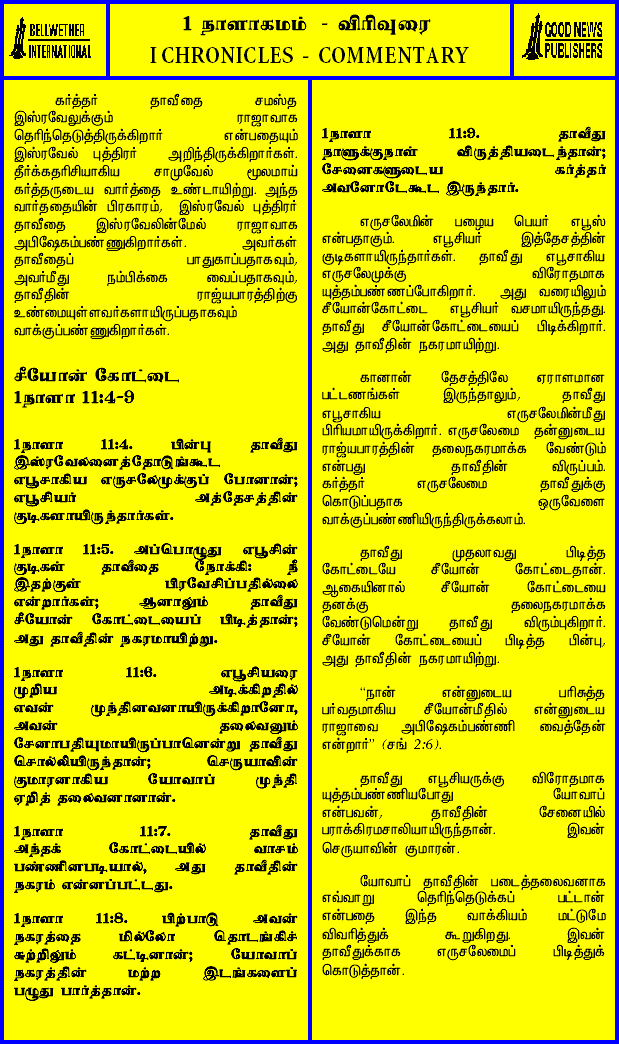 BELLWETHER
INTERNATIONAL
1 நாளாகமம் - விரிவுரை
I CHRONICLES - COMMENTARY
GOOD NEWS
PUBLISHERS
கர்த்தர் தாவீதை சமஸ்த
இஸ்ரவேலுக்கும் ராஜாவாக
தெரிந்தெடுத்திருக்கிறார் என்பதையும்
இஸ்ரவேல் புத்திரர் அறிந்திருக்கிறார்கள்.
தீர்க்கதரிசியாகிய சாமுவேல் மூலமாய்
கர்த்தருடைய வார்த்தை உண்டாயிற்று. அந்த
வார்ததையின் பிரகாரம், இஸ்ரவேல் புத்திரர்
தாவீதை இஸ்ரவேலின்மேல் ராஜாவாக
அபிஷேகம்பண்ணுகிறார்கள். அவர்கள்
தாவீதைப் பாதுகாப்பதாகவும்,
அவர்மீது நம்பிக்கை வைப்பதாகவும்,
தாவீதின் ராஜ்யபாரத்திற்கு
உண்மையுள்ளவர்களாயிருப்பதாகவும்
வாக்குப்பண்ணுகிறார்கள்.
சீயோன் கோட்டை
1நாளா 11:4-9
1நாளா 11:4. பின்பு தாவீது
இஸ்ரவேலனைத்தோடுங்கூட
எபூசாகிய எருசலேமுக்குப் போனான்;
எபூசியர் அத்தேசத்தின்
குடிகளாயிருந்தார்கள்.
1நாளா 11:5. அப்பொழுது எபூசின்
குடிகள் தாவீதை நோக்கி: நீ
இதற்குள் பிரவேசிப்பதில்லை
என்றார்கள்; ஆனாலும் தாவீது
சீயோன் கோட்டையைப் பிடித்தான்;
அது தாவீதின் நகரமாயிற்று.
1நாளா 11:6. எபூசியரை
முறிய அடிக்கிறதில்
எவன் முந்தினவனாயிருக்கிறானோ,
அவன் தலைவனும்
சேனாபதியுமாயிருப்பானென்று தாவீது
சொல்லியிருந்தான்; செருயாவின்
குமாரனாகிய யோவாப் முந்தி
ஏறித் தலைவனானான்.
1நாளா 11:7. தாவீது
அந்தக் கோட்டையில் வாசம்
பண்ணினபடியால், அது தாவீதின்
நகரம் என்னப்பட்டது.
1நாளா 11:8. பிற்பாடு அவன்
நகரத்தை மில்லோ தொடங்கிச்
சுற்றிலும் கட்டினான்; யோவாப்
நகரத்தின் மற்ற இடங்களைப்
பழுது பார்த்தான்.
1நாளா 11:9. தாவீது
நாளுக்குநாள் விருத்தியடைந்தான்;
சேனைகளுடைய கர்த்தர்
அவனோடேகூட இருந்தார்.
எருசலேமின் பழைய பெயர் எபூஸ்
என்பதாகும். எபூசியர் இத்தேசத்தின்
குடிகளாயிருந்தார்கள். தாவீது எபூசாகிய
எருசலேமுக்கு விரோதமாக
யுத்தம்பண்ணப்போகிறார். அது வரையிலும்
சீயோன்கோட்டை எபூசியர் வசமாயிருந்தது.
தாவீது சீயோன்கோட்டையைப் பிடிக்கிறார்.
அது தாவீதின் நகரமாயிற்று.
கானான் தேசத்திலே ஏராளமான
பட்டணங்கள் இருந்தாலும், தாவீது
எபூசாகிய எருசலேமின்மீது
பிரியமாயிருக்கிறார். எருசலேமை தன்னுடைய
ராஜ்யபாரத்தின் தலைநகரமாக்க வேண்டும்
என்பது தாவீதின் விருப்பம்.
கர்த்தர் எருசலேமை தாவீதுக்கு
கொடுப்பதாக ஒருவேளை
வாக்குப்பண்ணியிருந்திருக்கலாம்.
தாவீது முதலாவது பிடித்த
கோட்டையே சீயோன் கோட்டைதான்.
ஆகையினால் சீயோன் கோட்டையை
தனக்கு தலைநகரமாக்க
வேண்டுமென்று தாவீது விரும்புகிறார்.
சீயோன் கோட்டையைப் பிடித்த பின்பு,
அது தாவீதின் நகரமாயிற்று.
“நான் என்னுடைய பரிசுத்த
பர்வதமாகிய சீயோன்மீதில் என்னுடைய
ராஜாவை அபிஷேகம்பண்ணி வைத்தேன்
என்றார்” (சங் 2:6).
தாவீது எபூசியருக்கு விரோதமாக
யுத்தம்பண்ணியபோது யோவாப்
என்பவன், தாவீதின் சேனையில்
பராக்கிரமசாலியாயிருந்தான். இவன்
செருயாவின் குமாரன்.
யோவாப் தாவீதின் படைத்தலைவனாக
எவ்வாறு தெரிந்தெடுக்கப் பட்டான்
என்பதை இந்த வாக்கியம் மட்டுமே
விவரித்துக் கூறுகிறது. இவன்
தாவீதுக்காக எருசலேமைப் பிடித்துக்
கொடுத்தான்.